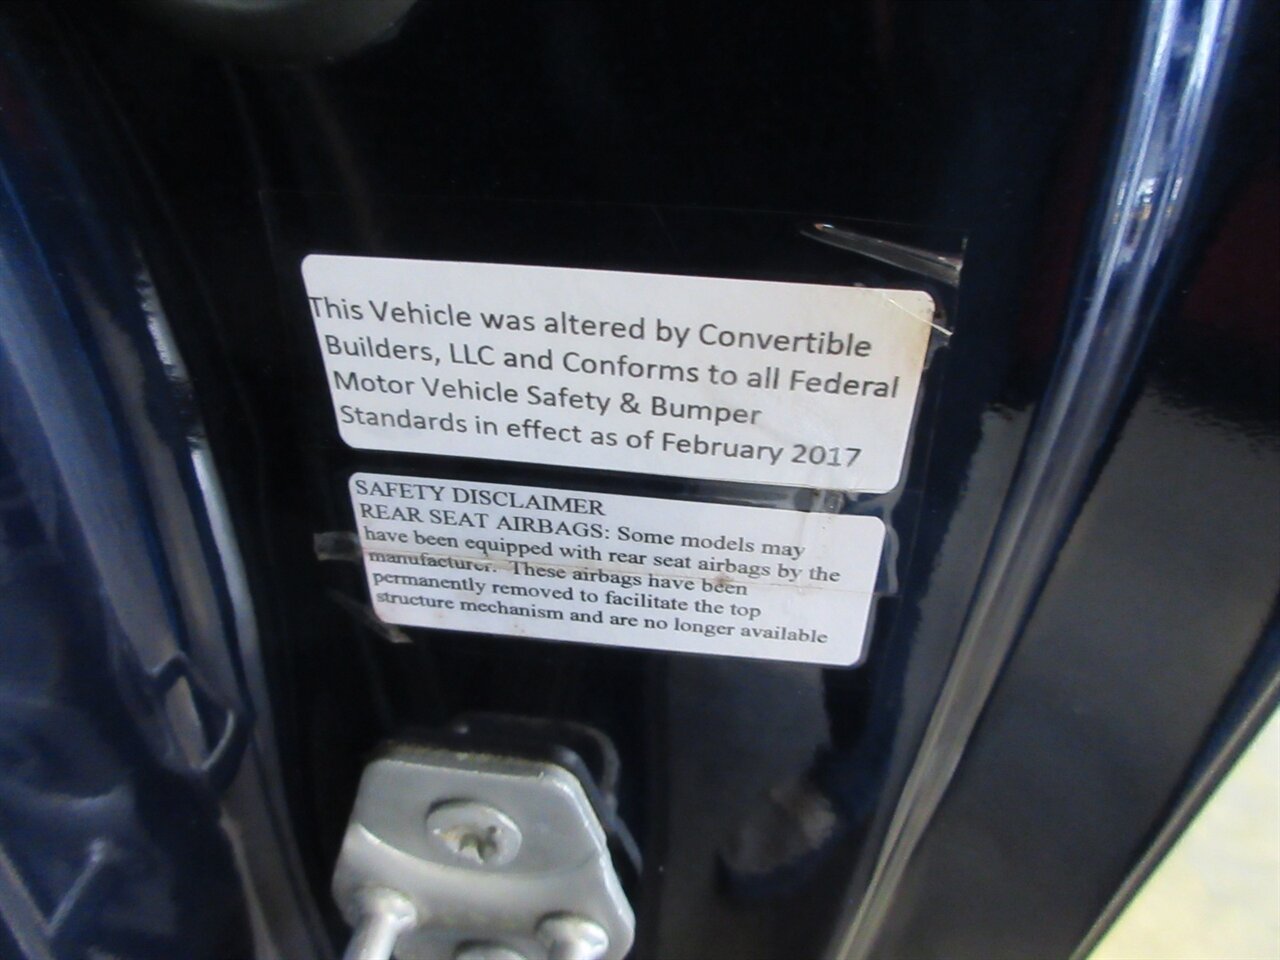 This Vehicle was altered by Convertible
Builders, LLC and Conforms to all Federal
Motor Vehicle Safety & Bumper
Standards in effect as of February 2017
SAFETY DISCLAIMER
REAR SEAT AIRBAGS: Some models may
have been equipped with rear seat airbags by the
manufacturer. These airbags have been
permanently removed to facilitate the top
structure mechanism and are no longer available